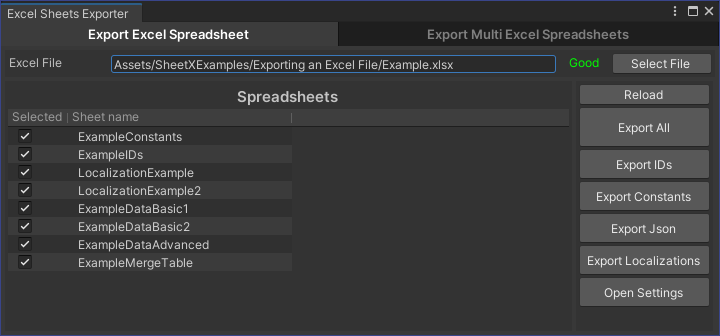 Excel Sheets Exporter
Export Excel Spreadsheet
Export Multi Excel Spreadsheets
Excel File
Assets/SheetXExamples/Exporting an Excel File/Example.xlsx
Good
Select File
Spreadsheets
Selected
Sheet name
ExampleConstants
ExampleIDs
LocalizationExample
LocalizationExample2
ExampleDataBasic1
ExampleDataBasic2
ExampleDataAdvanced
ExampleMergeTable
Reload
Export All
Export IDs
Export Constants
Export Json
Export Localizations
Open Settings